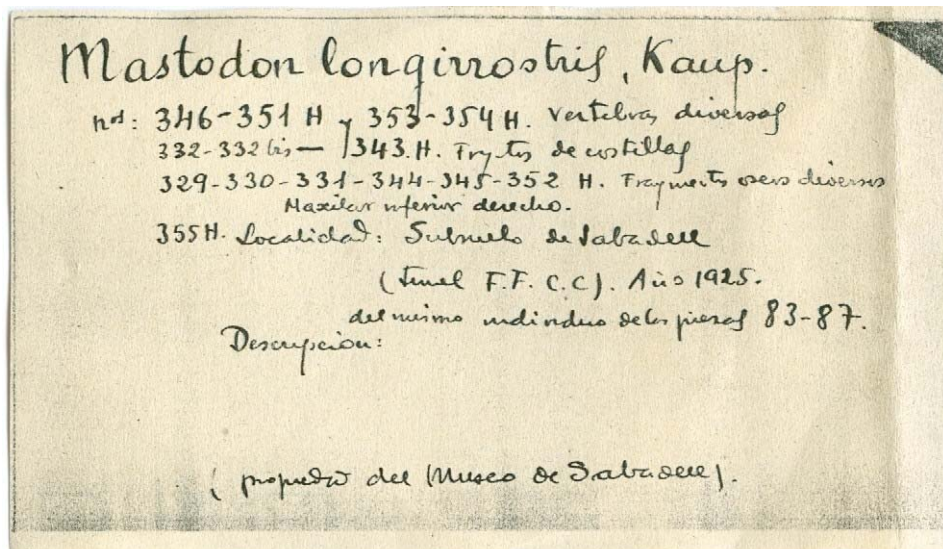 Mastodon longirrostris, Kaup.
nos: 346-351 H y 353-354 H. Vertebras diversas
332-332 bis — 343. H. Frgtos de costillas
329-330-331-344-345-352 H. Fragmentos oseos diversos
Maxilar inferior derecho.
355 H. Localidad: Subsuelo de Sabadell
(tunel F.F. C.C). Año 1925.
del mismo individuo de las piezas 83-87.
Descripción:
(propiedad del Museo de Sabadell).